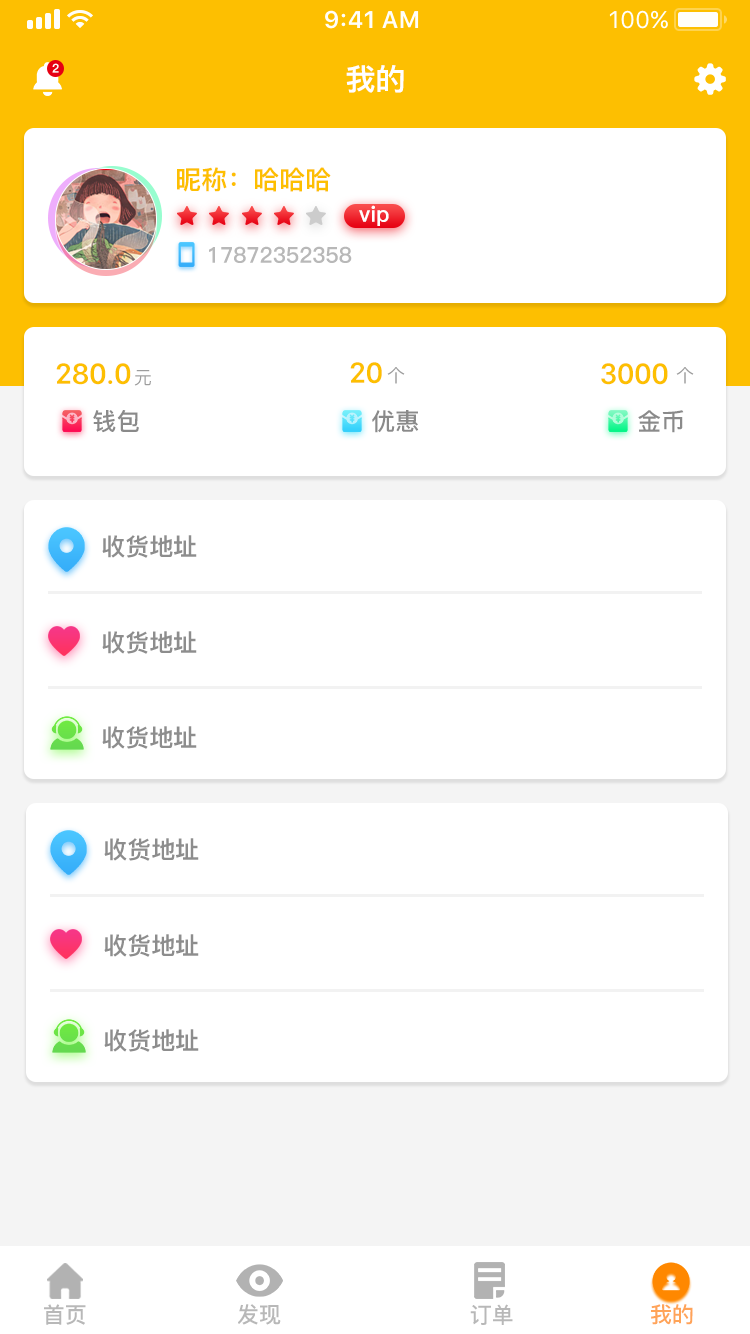 9:41 AM 100%
2 我的
昵称：哈哈哈
vip
17872352358
280.0元 20个 3000个
钱包 优惠 金币
收货地址
收货地址
收货地址
收货地址
收货地址
收货地址
首页 发现 订单 我的